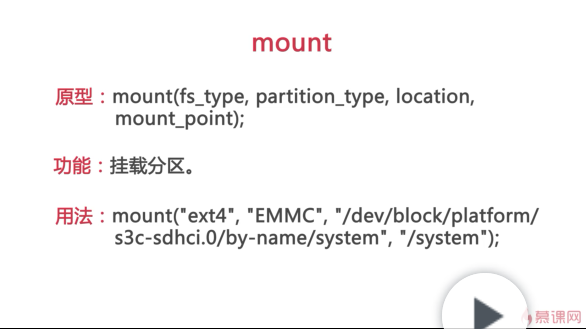 mount
原型：mount(fs_type, partition_type, location,
mount_point);
功能：挂载分区。
用法：mount("ext4", "EMMC", "/dev/block/platform/
s3c-sdhci.0/by-name/system", "/system");
慕课网